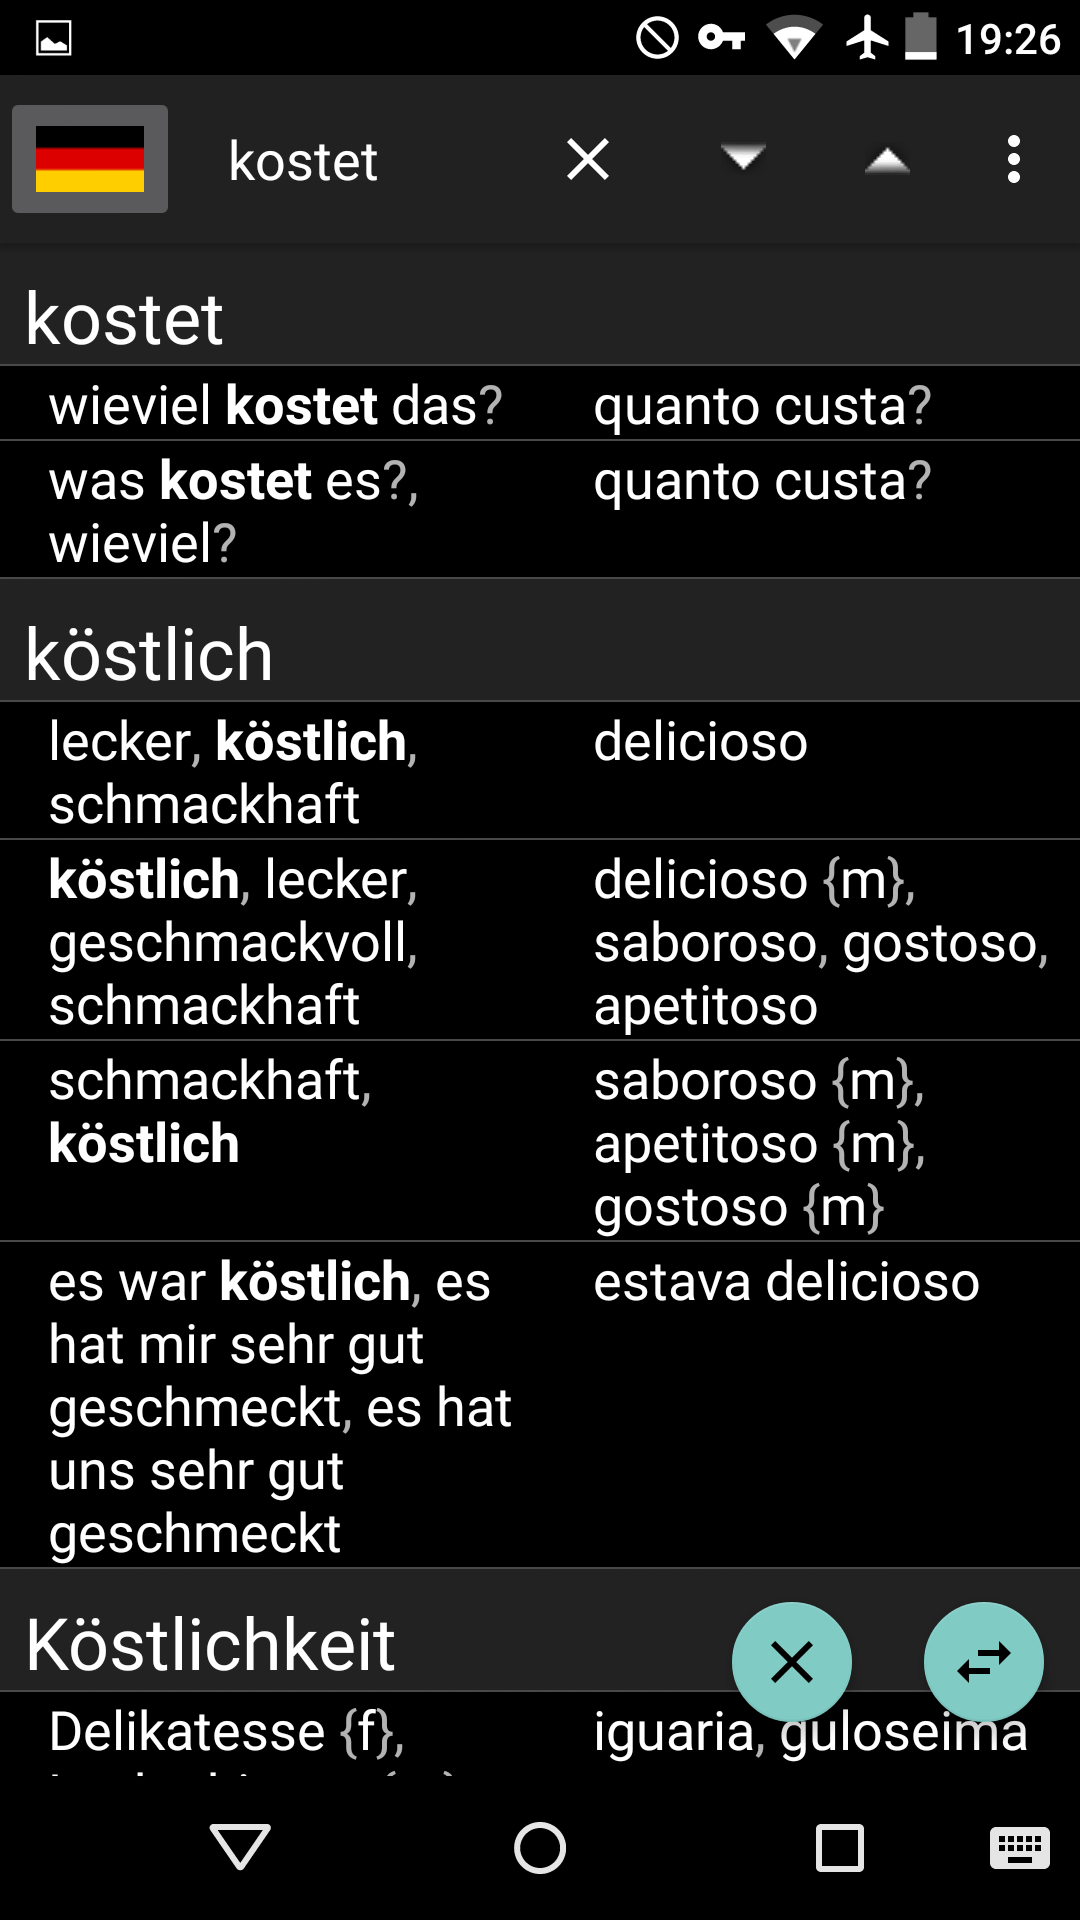 19:26
kostet
kostet
wieviel kostet das?
quanto custa?
was kostet es?,
wieviel?
quanto custa?
köstlich
lecker, köstlich,
schmackhaft
delicioso
köstlich, lecker,
geschmackvoll,
schmackhaft
delicioso {m},
saboroso, gostoso,
apetitoso
schmackhaft,
köstlich
saboroso {m},
apetitoso {m},
gostoso {m}
es war köstlich, es
hat mir sehr gut
geschmeckt, es hat
uns sehr gut
geschmeckt
estava delicioso
Köstlichkeit
Delikatesse {f},
iguaria, guloseima